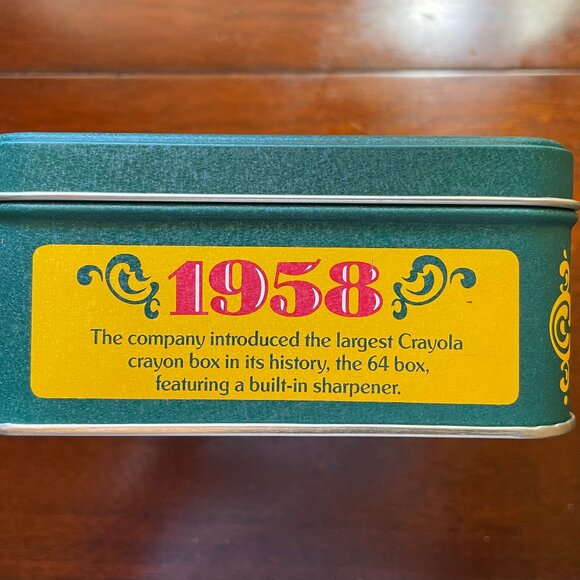 1958
The company introduced the largest Crayola
crayon box in its history, the 64 box,
featuring a built-in sharpener.